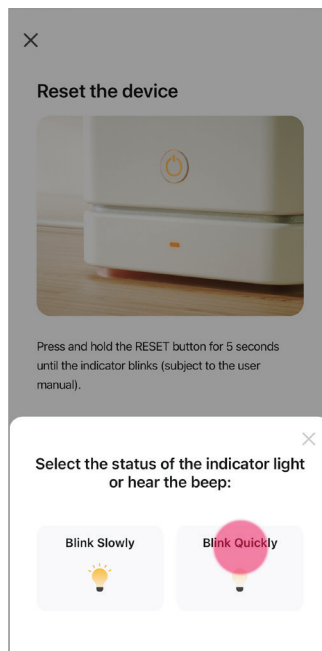 Reset the device
Press and hold the RESET button for 5 seconds
until the indicator blinks (subject to the user
manual).
Select the status of the indicator light
or hear the beep:
Blink Slowly
Blink Quickly